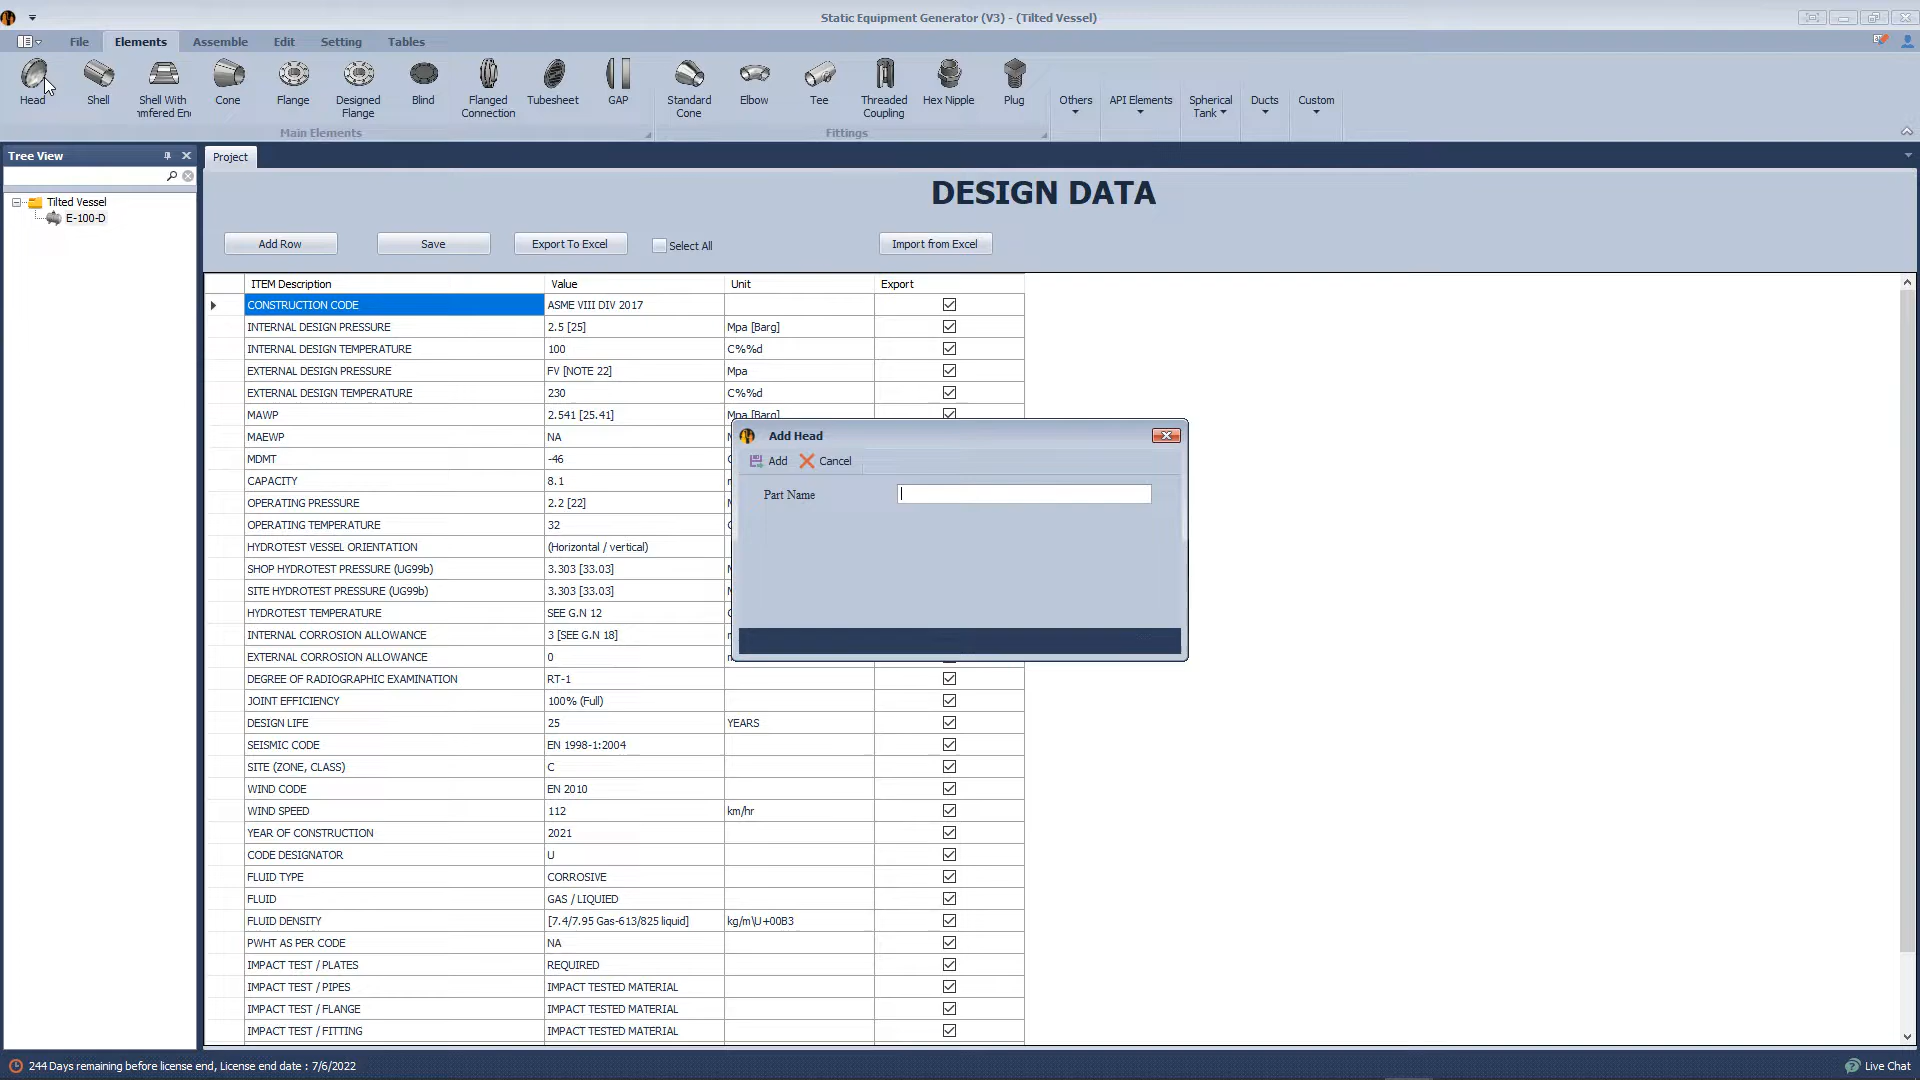 Static Equipment Generator (V3) - (Tilted Vessel)
File Elements Assemble Edit Setting Tables
Head Shell Shell With Cone Flange Designed Flange Blind Flanged Connection Tubesheet GAP Standard Cone Elbow Tee Threaded Coupling Hex Nipple Plug Others API Elements Spherical Tank Ducts Custom
Main Elements Fittings
Tree View
Project
Tilted Vessel
E-100-D
DESIGN DATA
Add Row Save Export To Excel Select All Import from Excel
ITEM Description Value Unit Export
CONSTRUCTION CODE ASME VIII DIV 2017
INTERNAL DESIGN PRESSURE 2.5 [25] Mpa [Barg]
INTERNAL DESIGN TEMPERATURE 100 C%%d
EXTERNAL DESIGN PRESSURE FV [NOTE 22] Mpa
EXTERNAL DESIGN TEMPERATURE 230 C%%d
MAWP 2.541 [25.41] Mpa [Barg]
MAEWP NA
MDMT -46
CAPACITY 8.1
OPERATING PRESSURE 2.2 [22]
OPERATING TEMPERATURE 32
HYDROTEST VESSEL ORIENTATION (Horizontal / vertical)
SHOP HYDROTEST PRESSURE (UG99b) 3.303 [33.03]
SITE HYDROTEST PRESSURE (UG99b) 3.303 [33.03]
HYDROTEST TEMPERATURE SEE G.N 12
INTERNAL CORROSION ALLOWANCE 3 [SEE G.N 18]
EXTERNAL CORROSION ALLOWANCE 0
DEGREE OF RADIOGRAPHIC EXAMINATION RT-1
JOINT EFFICIENCY 100% (Full)
DESIGN LIFE 25 YEARS
SEISMIC CODE EN 1998-1:2004
SITE (ZONE, CLASS) C
WIND CODE EN 2010
WIND SPEED 112 km/hr
YEAR OF CONSTRUCTION 2021
CODE DESIGNATOR U
FLUID TYPE CORROSIVE
FLUID GAS / LIQUIED
FLUID DENSITY [7.4/7.95 Gas-613/825 liquid] kg/m\U+00B3
PWHT AS PER CODE NA
IMPACT TEST / PLATES REQUIRED
IMPACT TEST / PIPES IMPACT TESTED MATERIAL
IMPACT TEST / FLANGE IMPACT TESTED MATERIAL
IMPACT TEST / FITTING IMPACT TESTED MATERIAL
Add Head
Add Cancel
Part Name
244 Days remaining before license end, License end date : 7/6/2022
Live Chat